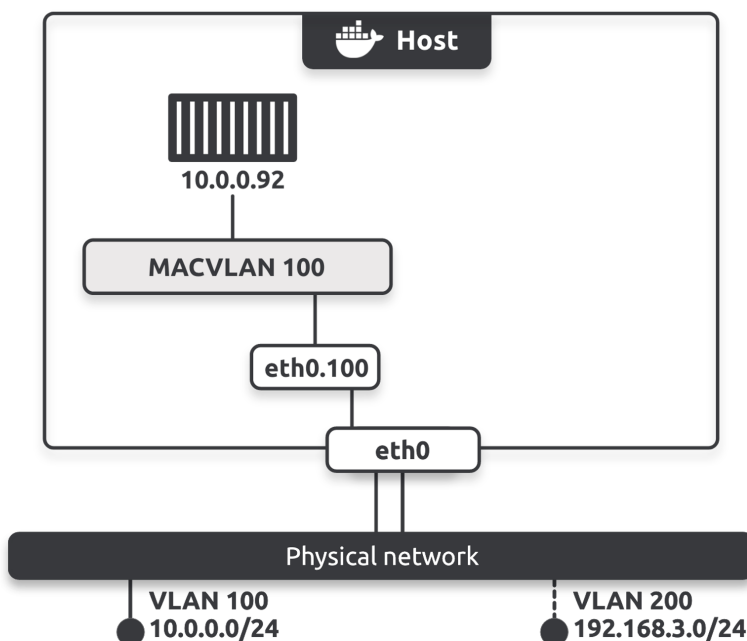 Host
10.0.0.92
MACVLAN 100
eth0.100
eth0
Physical network
VLAN 100
10.0.0.0/24
VLAN 200
192.168.3.0/24